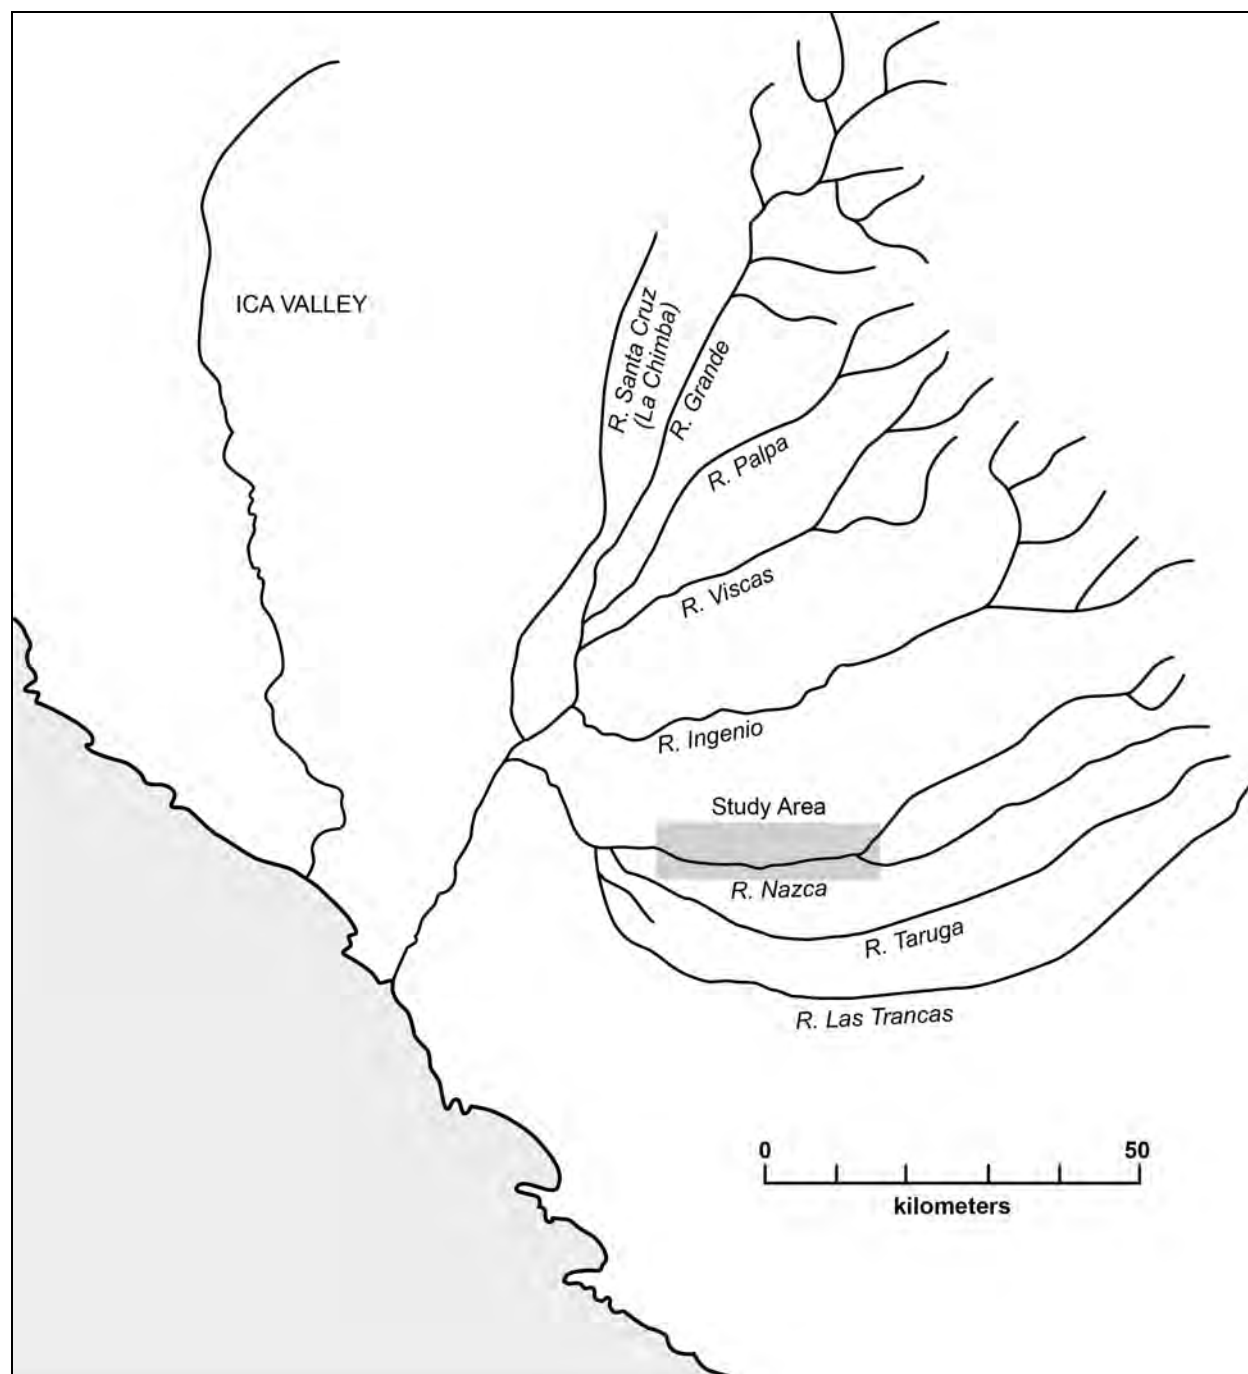 ICA VALLEY
R. Santa Cruz
(La Chimba)
R. Grande
R. Palpa
R. Viscas
R. Ingenio
Study Area
R. Nazca
R. Taruga
R. Las Trancas
0 50
kilometers